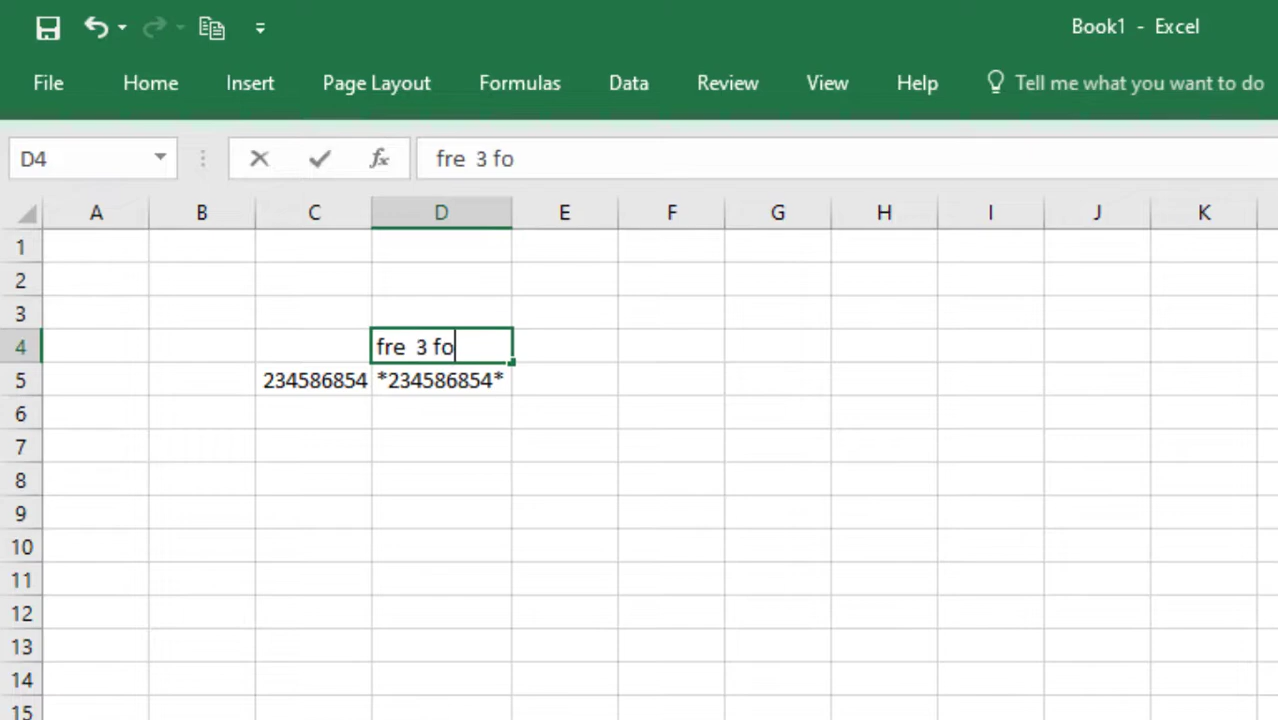 Book1 - Excel
File Home Insert Page Layout Formulas Data Review View Help Tell me what you want to do
D4 fx fre  3 fo
A B C D E F G H I J K
1
2
3
4 fre  3 fo
5 234586854 *234586854*
6
7
8
9
10
11
12
13
14
15